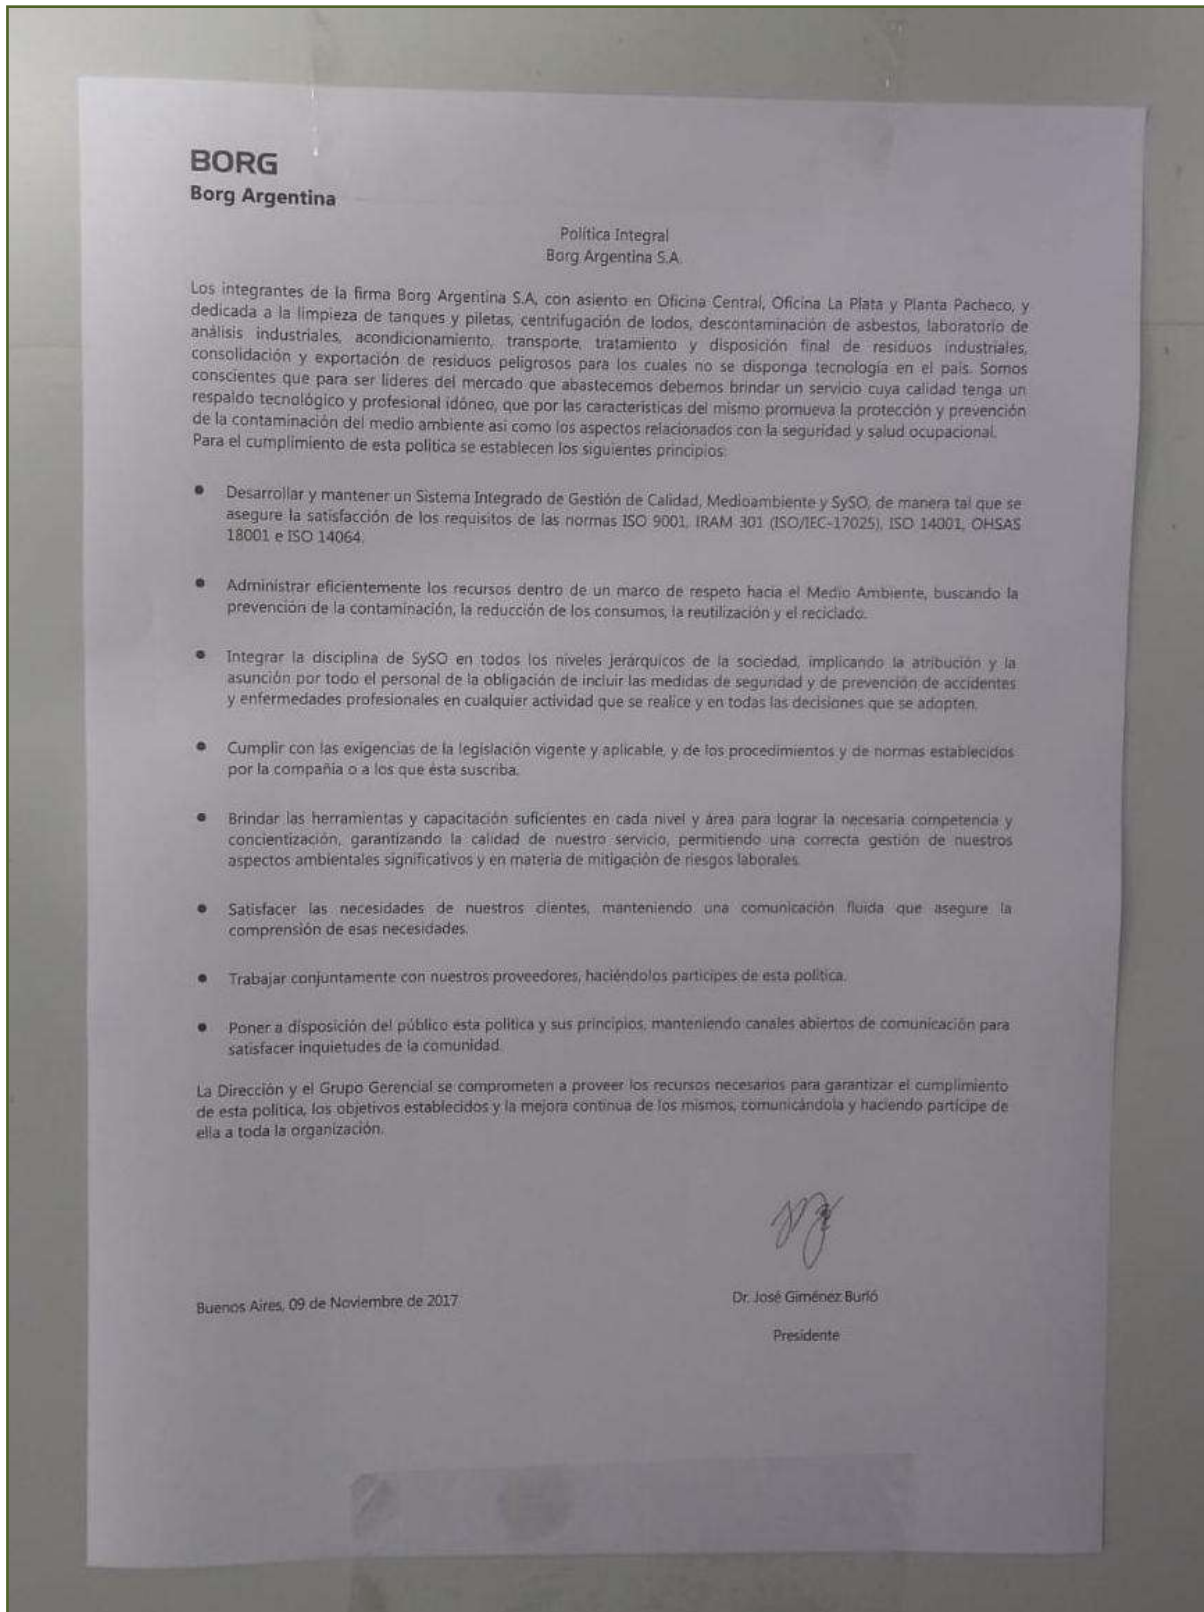 BORG
Borg Argentina
Política Integral
Borg Argentina S.A.
Los integrantes de la firma Borg Argentina S.A, con asiento en Oficina Central, Oficina La Plata y Planta Pacheco, y
dedicada a la limpieza de tanques y piletas, centrifugación de lodos, descontaminación de asbestos, laboratorio de
análisis industriales, acondicionamiento, transporte, tratamiento y disposición final de residuos industriales,
consolidación y exportación de residuos peligrosos para los cuales no se disponga tecnología en el país. Somos
conscientes que para ser líderes del mercado que abastecemos debemos brindar un servicio cuya calidad tenga un
respaldo tecnológico y profesional idóneo, que por las características del mismo promueva la protección y prevención
de la contaminación del medio ambiente así como los aspectos relacionados con la seguridad y salud ocupacional.
Para el cumplimiento de esta política se establecen los siguientes principios:
● Desarrollar y mantener un Sistema Integrado de Gestión de Calidad, Medioambiente y SySO, de manera tal que se
asegure la satisfacción de los requisitos de las normas ISO 9001, IRAM 301 (ISO/IEC-17025), ISO 14001, OHSAS
18001 e ISO 14064.
● Administrar eficientemente los recursos dentro de un marco de respeto hacia el Medio Ambiente, buscando la
prevención de la contaminación, la reducción de los consumos, la reutilización y el reciclado.
● Integrar la disciplina de SySO en todos los niveles jerárquicos de la sociedad, implicando la atribución y la
asunción por todo el personal de la obligación de incluir las medidas de seguridad y de prevención de accidentes
y enfermedades profesionales en cualquier actividad que se realice y en todas las decisiones que se adopten.
● Cumplir con las exigencias de la legislación vigente y aplicable, y de los procedimientos y de normas establecidos
por la compañía o a los que ésta suscriba.
● Brindar las herramientas y capacitación suficientes en cada nivel y área para lograr la necesaria competencia y
concientización, garantizando la calidad de nuestro servicio, permitiendo una correcta gestión de nuestros
aspectos ambientales significativos y en materia de mitigación de riesgos laborales.
● Satisfacer las necesidades de nuestros clientes, manteniendo una comunicación fluida que asegure la
comprensión de esas necesidades.
● Trabajar conjuntamente con nuestros proveedores, haciéndolos partícipes de esta política.
● Poner a disposición del público esta política y sus principios, manteniendo canales abiertos de comunicación para
satisfacer inquietudes de la comunidad.
La Dirección y el Grupo Gerencial se comprometen a proveer los recursos necesarios para garantizar el cumplimiento
de esta política, los objetivos establecidos y la mejora continua de los mismos, comunicándola y haciendo partícipe de
ella a toda la organización.
Buenos Aires, 09 de Noviembre de 2017
Dr. José Giménez Burló
Presidente